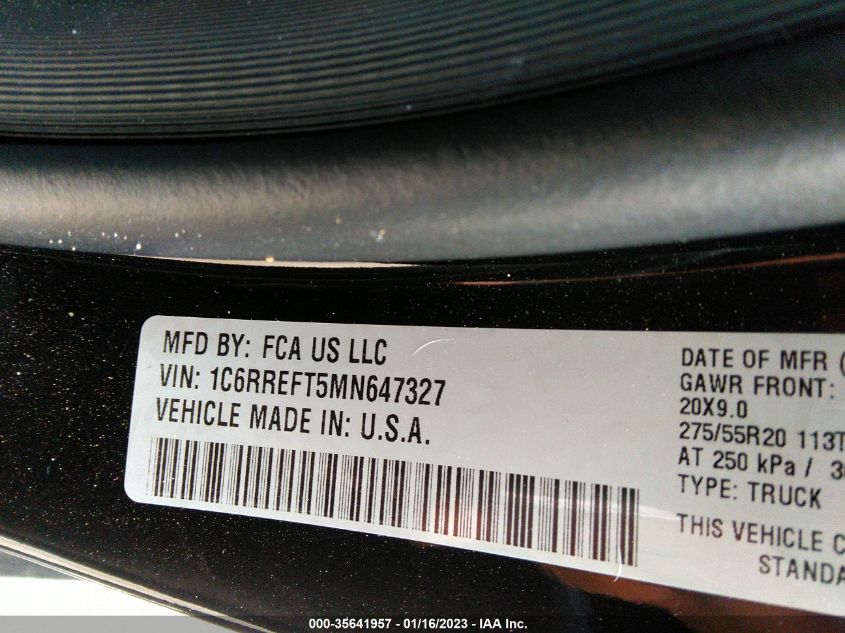 MFD BY: FCA US LLC
VIN: 1C6RREFT5MN647327
VEHICLE MADE IN: U.S.A.
DATE OF MFR (
GAWR FRONT:
20X9.0
275/55R20 113T
AT 250 kPa /
TYPE: TRUCK
THIS VEHICLE
000-35641957 - 01/16/2023 - IAA Inc.